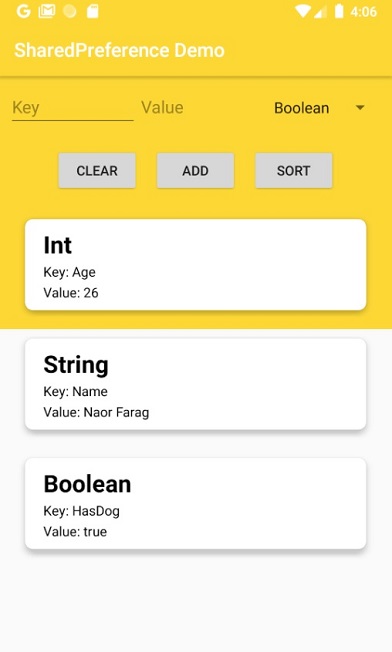 4:06
SharedPreference Demo
Key Value Boolean
CLEAR ADD SORT
Int
Key: Age
Value: 26
String
Key: Name
Value: Naor Farag
Boolean
Key: HasDog
Value: true